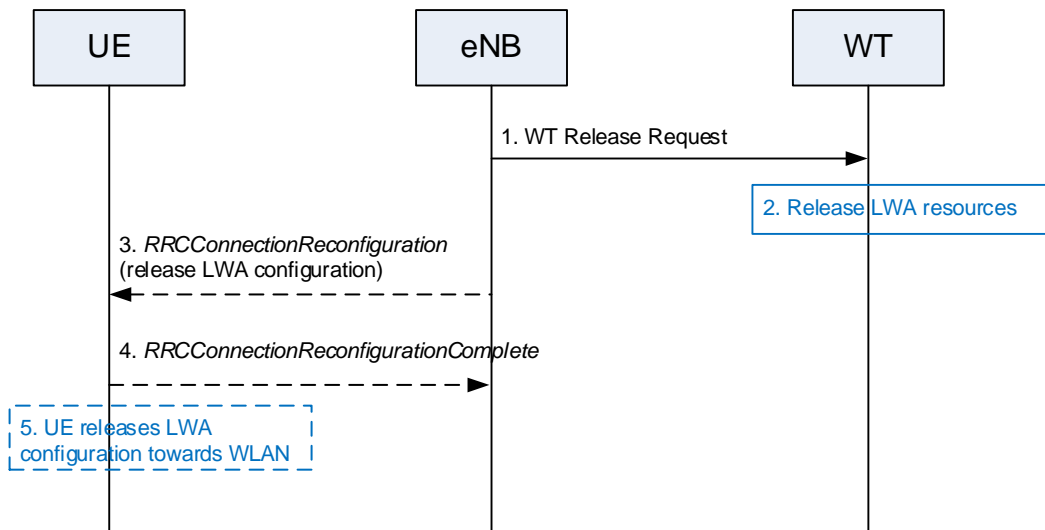 UE
eNB
WT
1. WT Release Request
2. Release LWA resources
3. RRCConnectionReconfiguration
(release LWA configuration)
4. RRCConnectionReconfigurationComplete
5. UE releases LWA
configuration towards WLAN